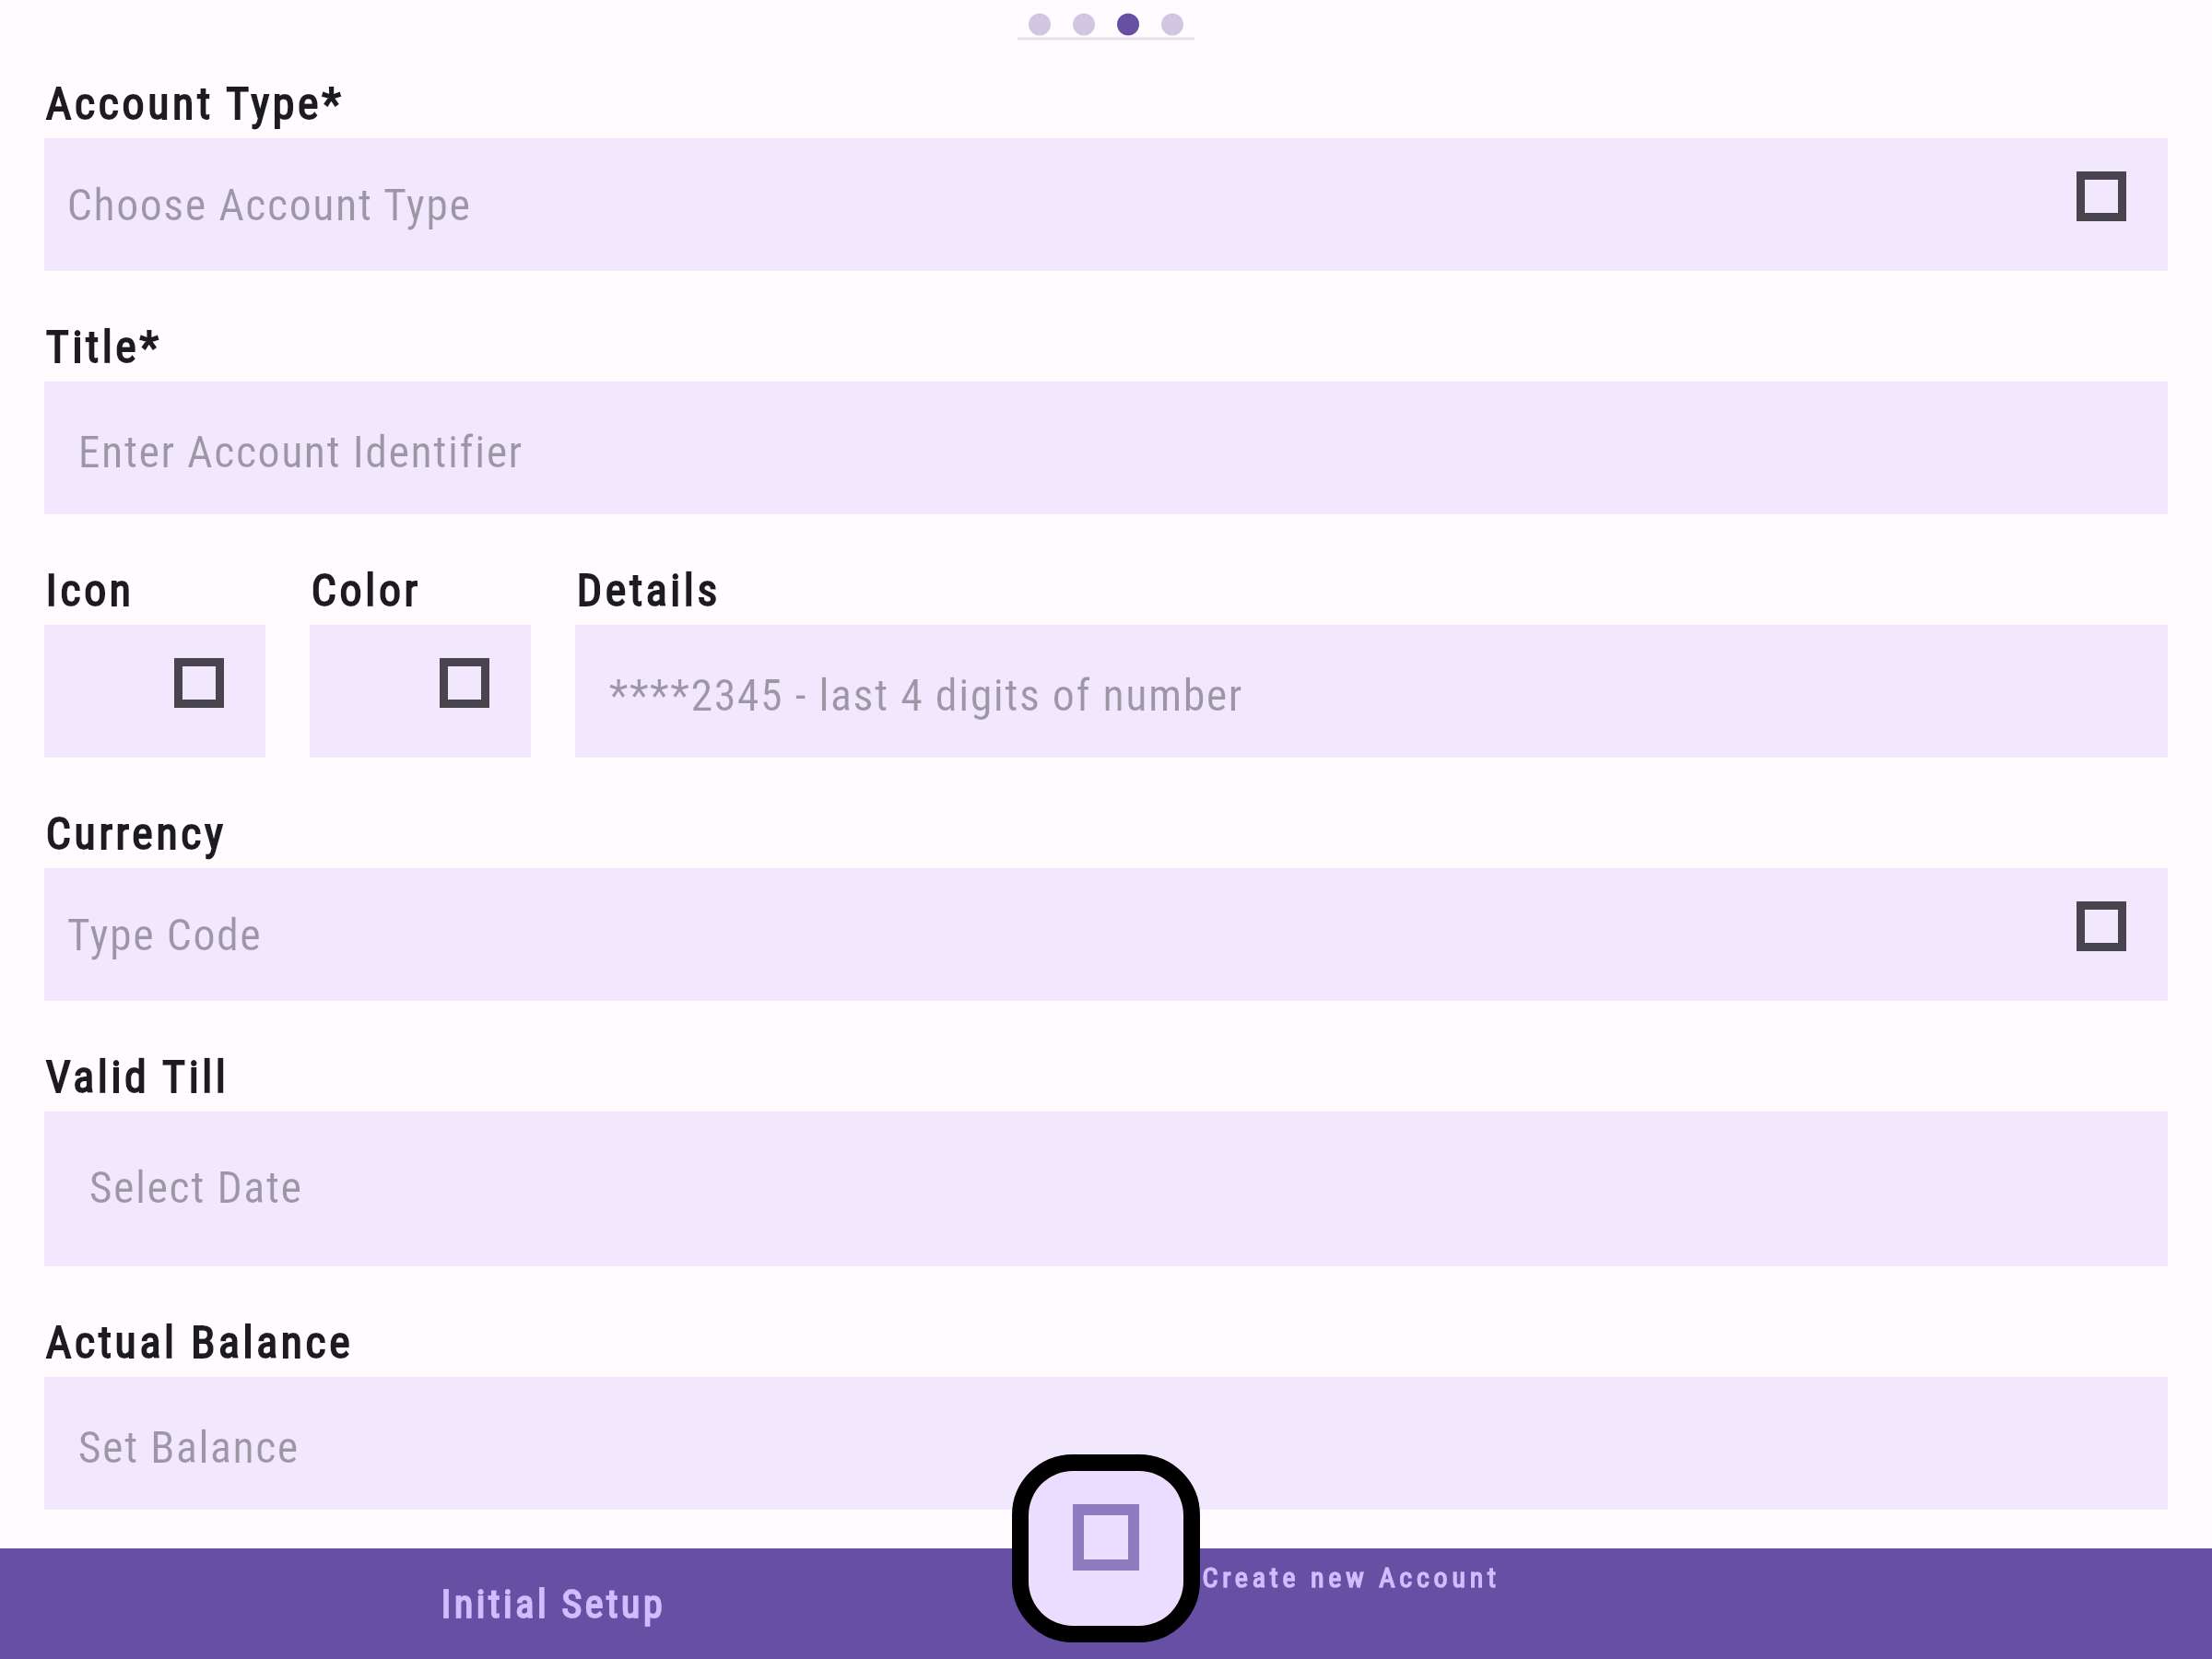 Account Type*
Choose Account Type
Title*
Enter Account Identifier
Icon Color Details
****2345 - last 4 digits of number
Currency
Type Code
Valid Till
Select Date
Actual Balance
Set Balance
Initial Setup
Create new Account